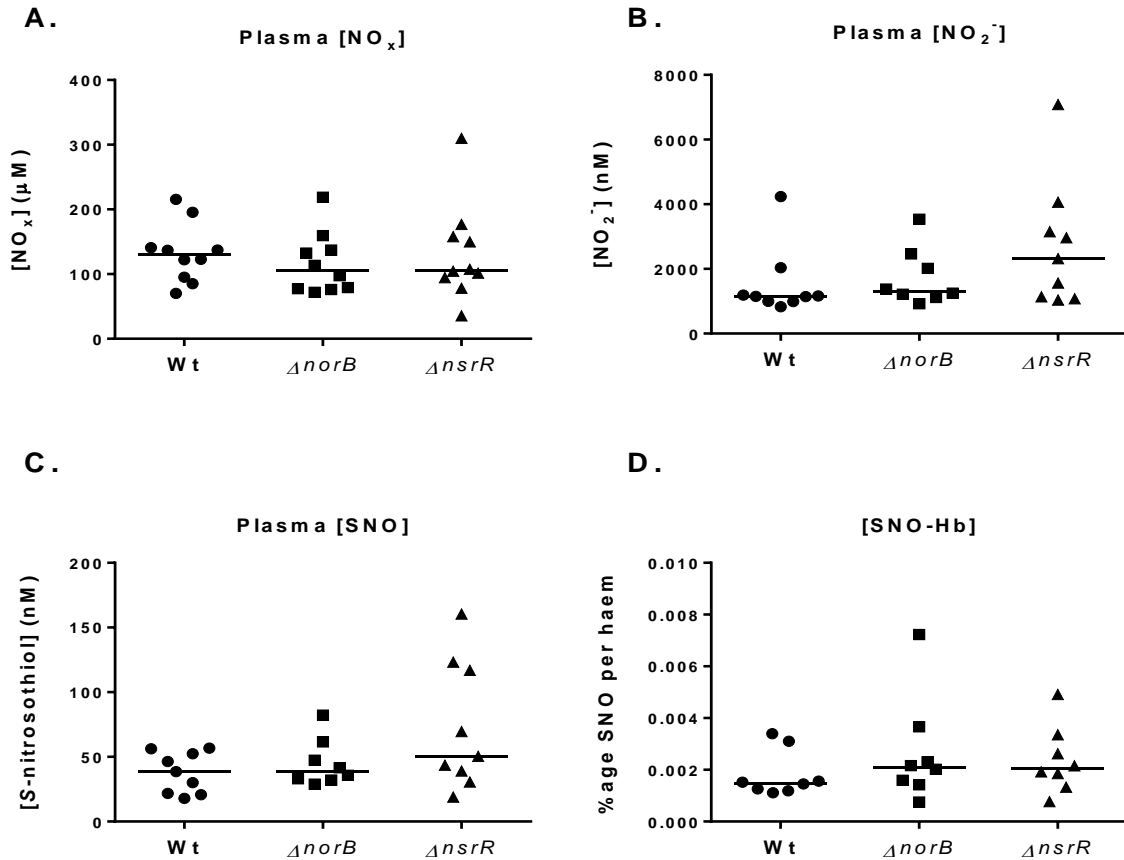 A.
Plasma [NOₓ]
[NOₓ] (μM)
400
300
200
100
0
Wt
ΔnorB
ΔnsrR
B.
Plasma [NO₂⁻]
[NO₂⁻] (nM)
8000
6000
4000
2000
0
Wt
ΔnorB
ΔnsrR
C.
Plasma [SNO]
[S-nitrosothiol] (nM)
200
150
100
50
0
Wt
ΔnorB
ΔnsrR
D.
[SNO-Hb]
%age SNO per haem
0.010
0.008
0.006
0.004
0.002
0.000
Wt
ΔnorB
ΔnsrR